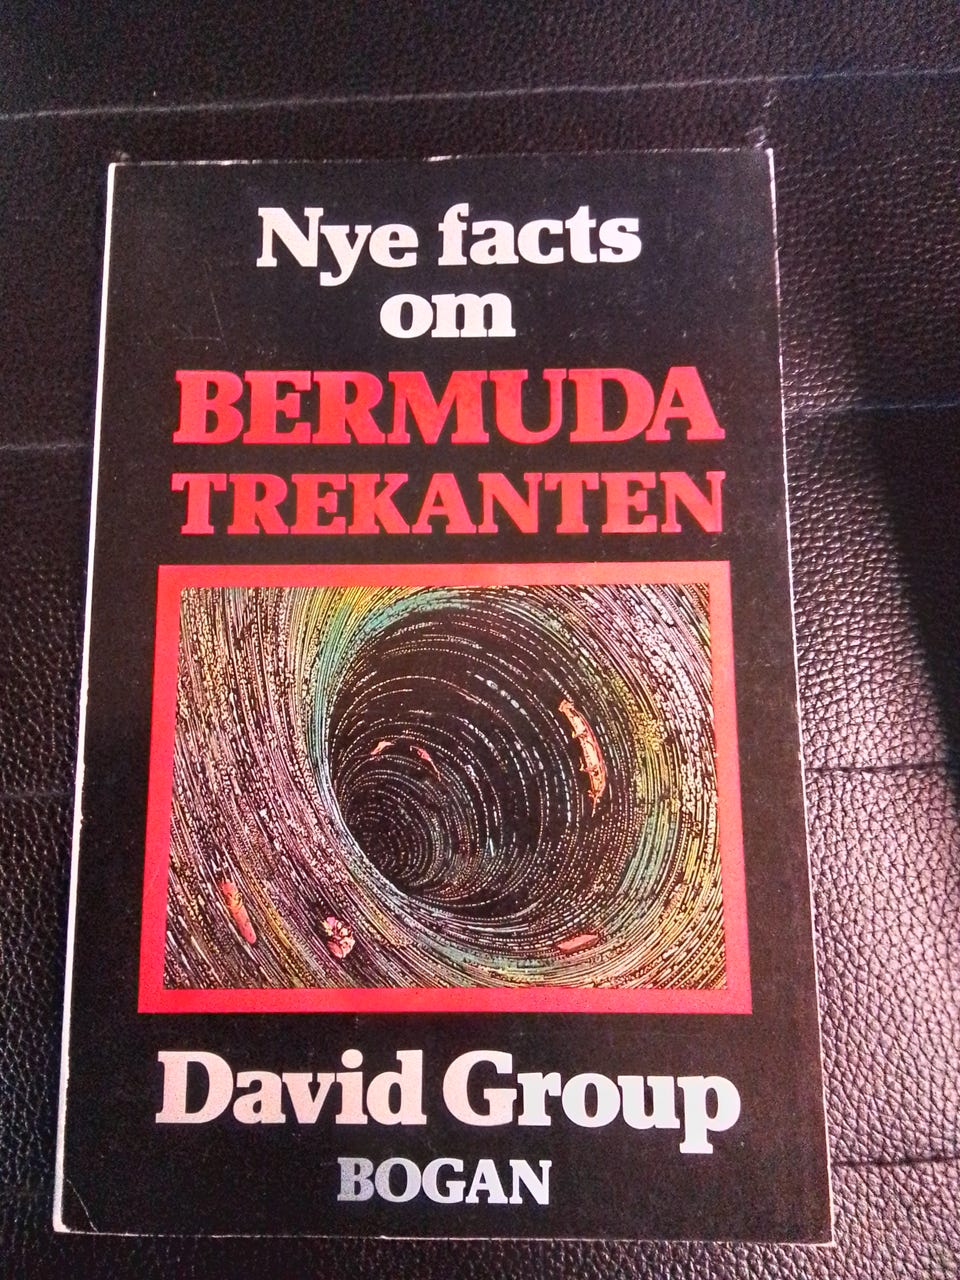 Nye facts
om
BERMUDA
TREKANTEN
David Group
BOGAN